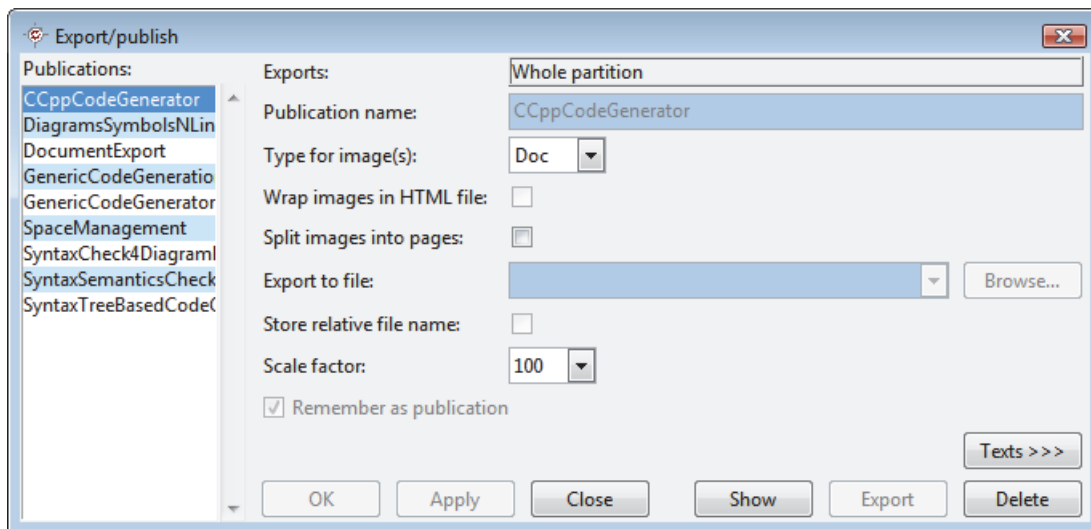 Export/publish
Publications:
CCppCodeGenerator
DiagramsSymbolsNLin
DocumentExport
GenericCodeGeneratio
GenericCodeGenerator
SpaceManagement
SyntaxCheck4Diagram
SyntaxSemanticsCheck
SyntaxTreeBasedCode
Exports: Whole partition
Publication name: CCppCodeGenerator
Type for image(s): Doc
Wrap images in HTML file:
Split images into pages:
Export to file: Browse...
Store relative file name:
Scale factor: 100
Remember as publication
Texts >>>
OK Apply Close Show Export Delete